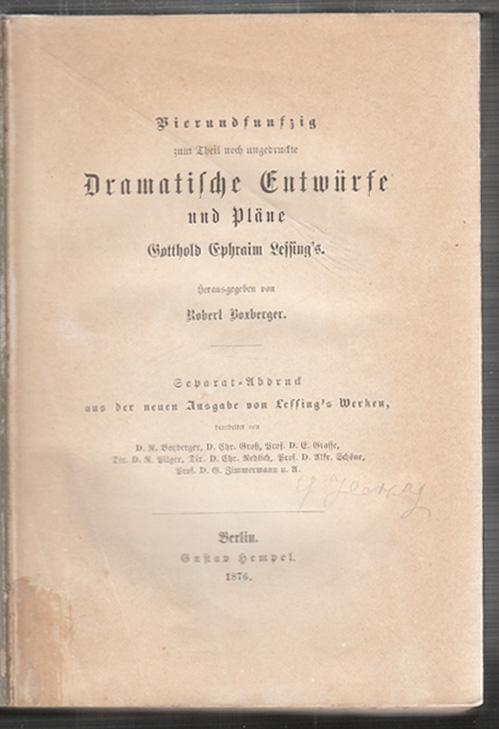 Vierundfunfzig
zum Theil noch ungedruckte
Dramatische Entwürfe
und Pläne
Gotthold Ephraim Lessing's.
Herausgegeben von
Robert Boxberger.
Separat-Abdruck
aus der neuen Ausgabe von Lessing's Werken,
bearbeitet von
D. R. Boxberger, D. Chr. Groß, Prof. D. E. Grosse,
Dir. D. R. Pilger, Dir. D. Chr. Redlich, Prof. D. Alfr. Schöne,
Prof. D. G. Zimmermann u. A.
Berlin.
Gustav Hempel.
1876.